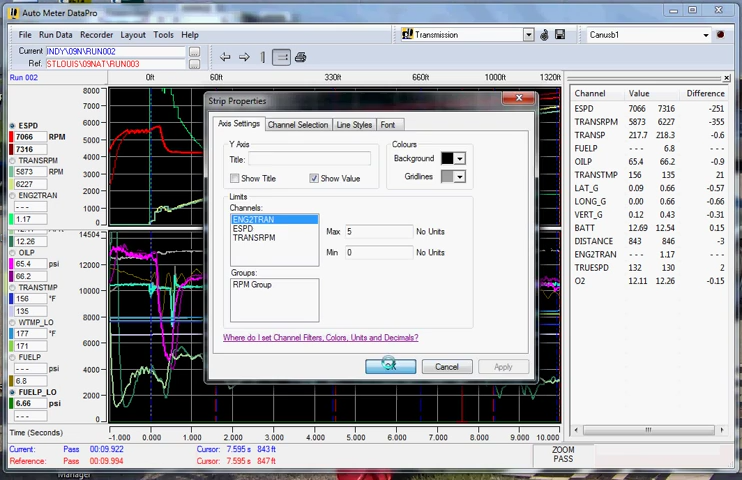 Auto Meter DataPro
File Run Data Recorder Layout Tools Help
Transmission
Canusb1
Current INDY\09N\RUN002
Ref. STLOUIS\09NAT\RUN003
Run 002
0ft 60ft 330ft 660ft 1000ft 1320ft
ESPD
7066 RPM
7316
TRANSRPM
5873 RPM
6227
ENG2TRAN
- - -
1.17
12.26
OILP
65.4 psi
66.2
TRANSTMP
156 °F
135
WTMP_LO
177 °F
171
FUELP
- - -
6.8 psi
FUELP_LO
6.66 psi
- - -
8000
7000
6000
5000
4000
3000
2000
1000
0
14504
12000
10000
8000
6000
4000
2000
0
Time (Seconds)
-1.000 0.000 1.000 2.000 3.000 4.000 5.000 6.000 7.000 8.000 9.000 10.000
Strip Properties
Axis Settings Channel Selection Line Styles Font
Y Axis
Title:
Show Title Show Value
Colours
Background
Gridlines
Limits
Channels:
ENG2TRAN
ESPD
TRANSRPM
Max 5 No Units
Min 0 No Units
Groups:
RPM Group
Where do I set Channel Filters, Colors, Units and Decimals?
OK Cancel Apply
Channel Value Difference
ESPD 7066 7316 -251
TRANSRPM 5873 6227 -355
TRANSP 217.7 218.3 -0.6
FUELP - - - 6.8 - - -
OILP 65.4 66.2 -0.9
TRANSTMP 156 135 21
LAT_G 0.09 0.66 -0.57
LONG_G 0.00 0.66 -0.66
VERT_G 0.12 0.43 -0.31
BATT 12.69 12.54 0.15
DISTANCE 843 846 -3
ENG2TRAN - - - 1.17 - - -
TRUESPD 132 130 2
O2 12.11 12.26 -0.15
Current: Pass 00:09.922 Cursor: 7.595 s 843 ft
Reference: Pass 00:09.994 Cursor: 7.595 s 847 ft
ZOOM
PASS
manager